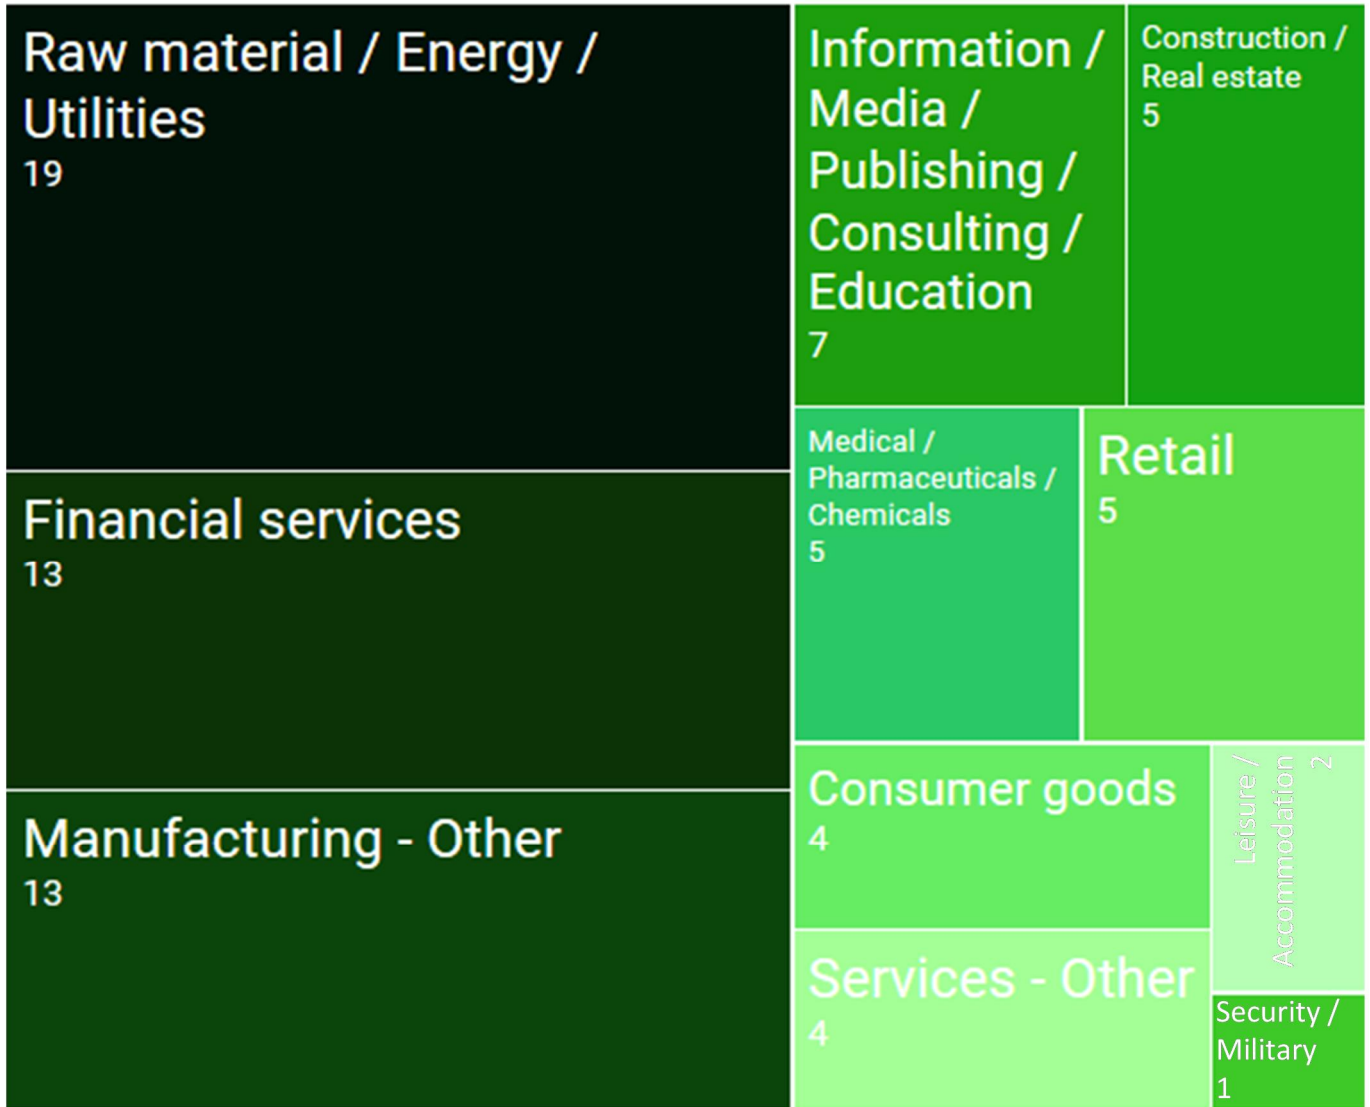 Raw material / Energy /
Utilities
19
Financial services
13
Manufacturing - Other
13
Information /
Media /
Publishing /
Consulting /
Education
7
Construction /
Real estate
5
Medical /
Pharmaceuticals /
Chemicals
5
Retail
5
Consumer goods
4
Services - Other
4
Leisure /
Accommodation
2
Security /
Military
1